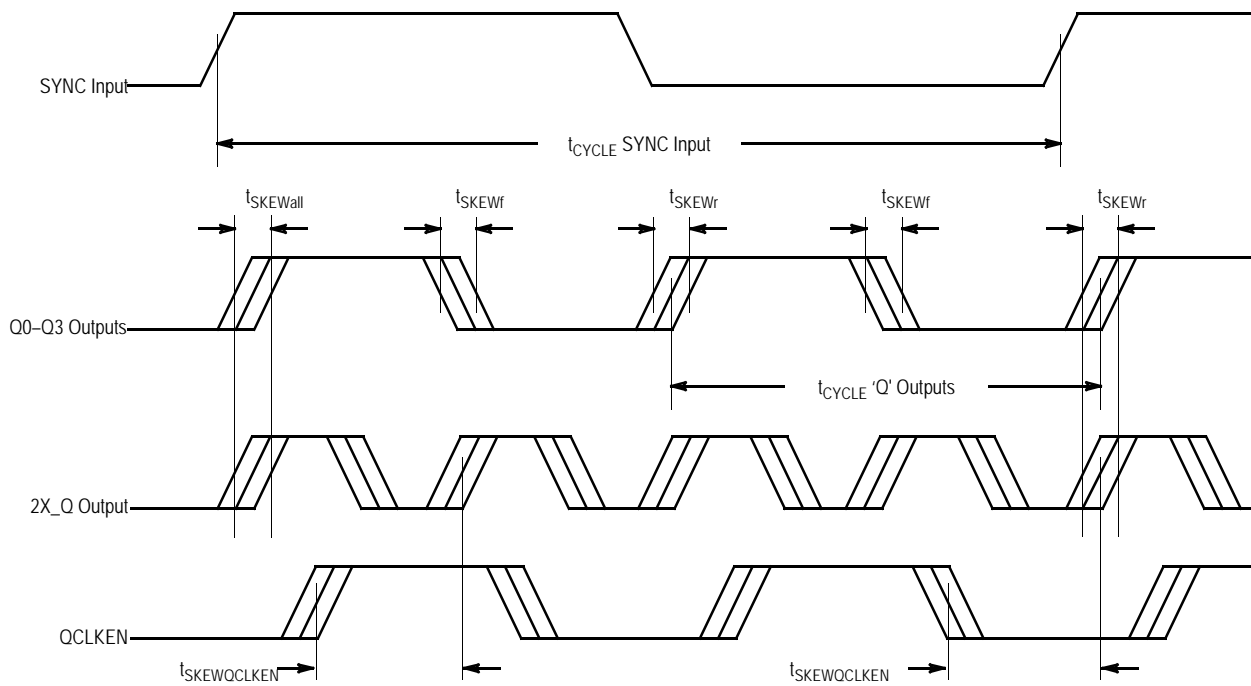 SYNC Input
tCYCLE SYNC Input
tSKEWall
tSKEWf
tSKEWr
tSKEWf
tSKEWr
Q0–Q3 Outputs
tCYCLE ‘Q’ Outputs
2X_Q Output
QCLKEN
tSKEWQCLKEN
tSKEWQCLKEN